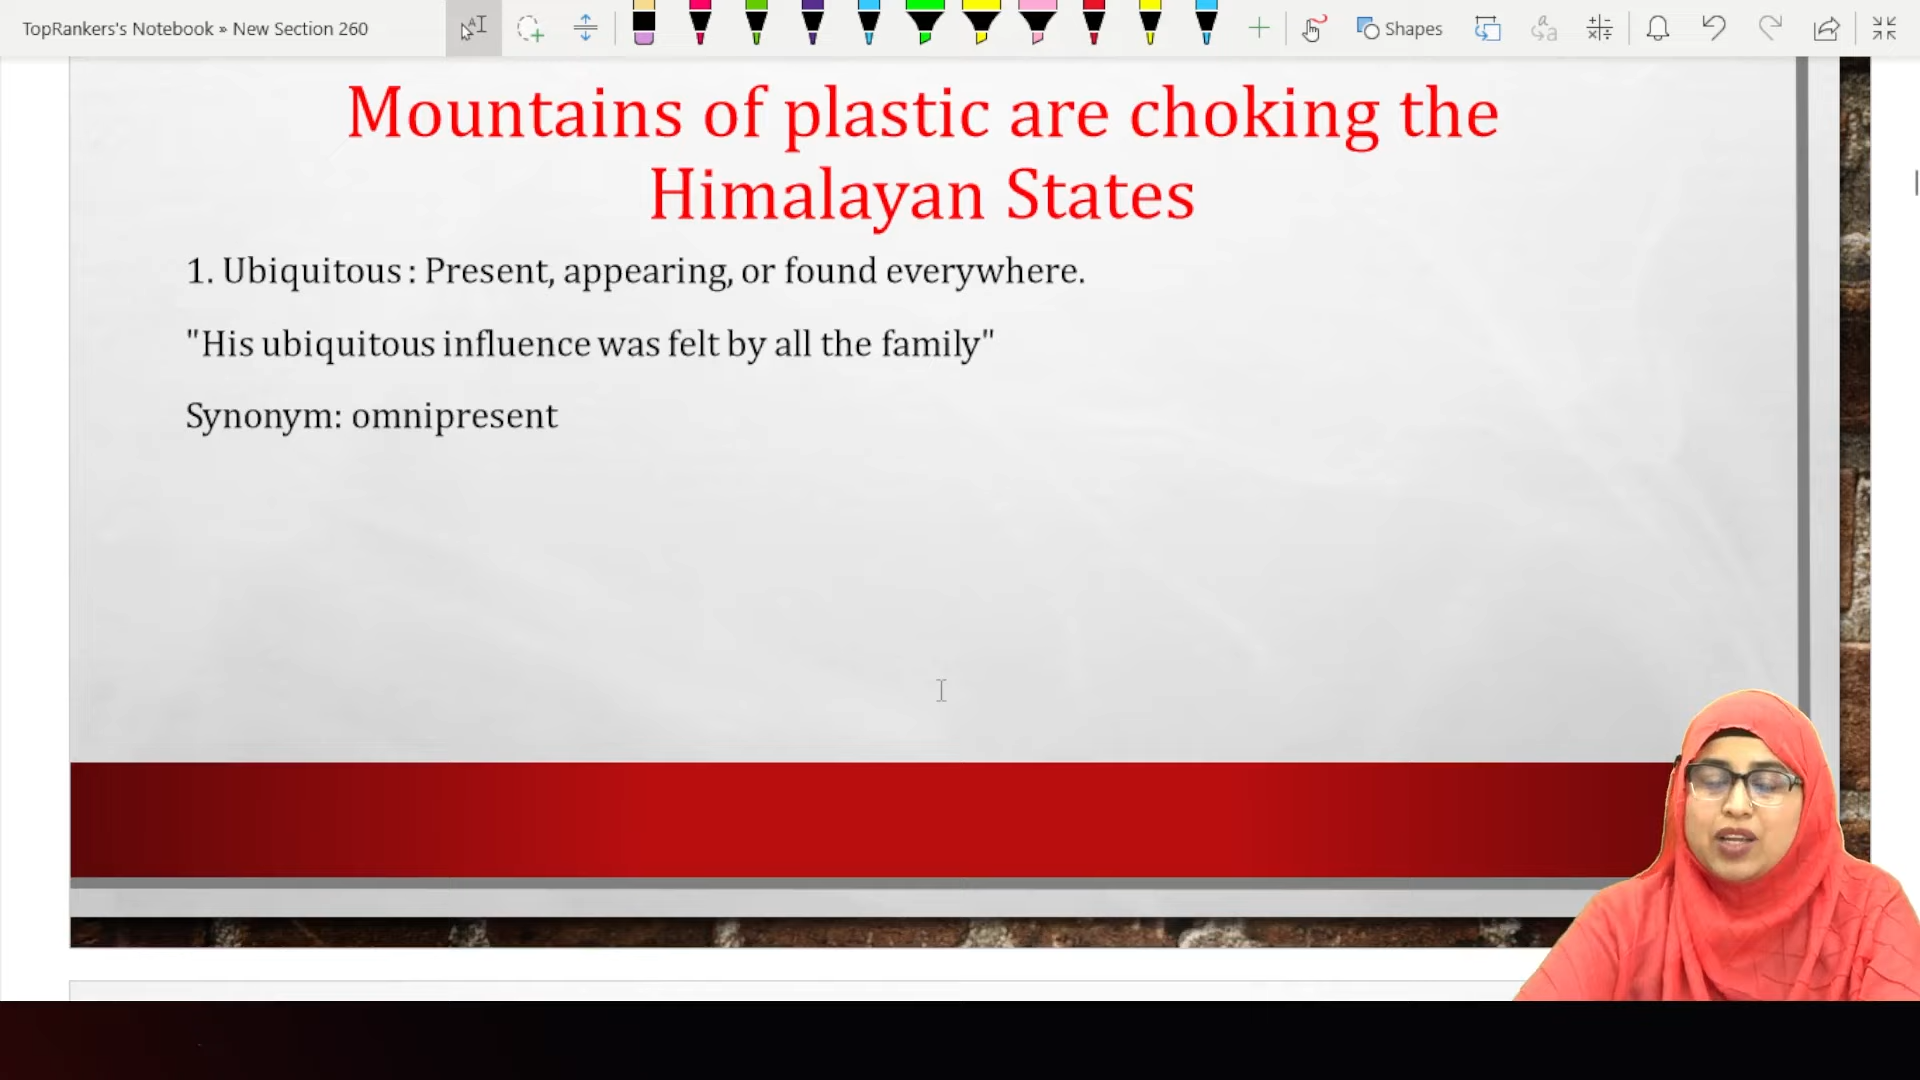 TopRankers's Notebook » New Section 260
Shapes
Mountains of plastic are choking the
Himalayan States
1. Ubiquitous : Present, appearing, or found everywhere.
"His ubiquitous influence was felt by all the family"
Synonym: omnipresent